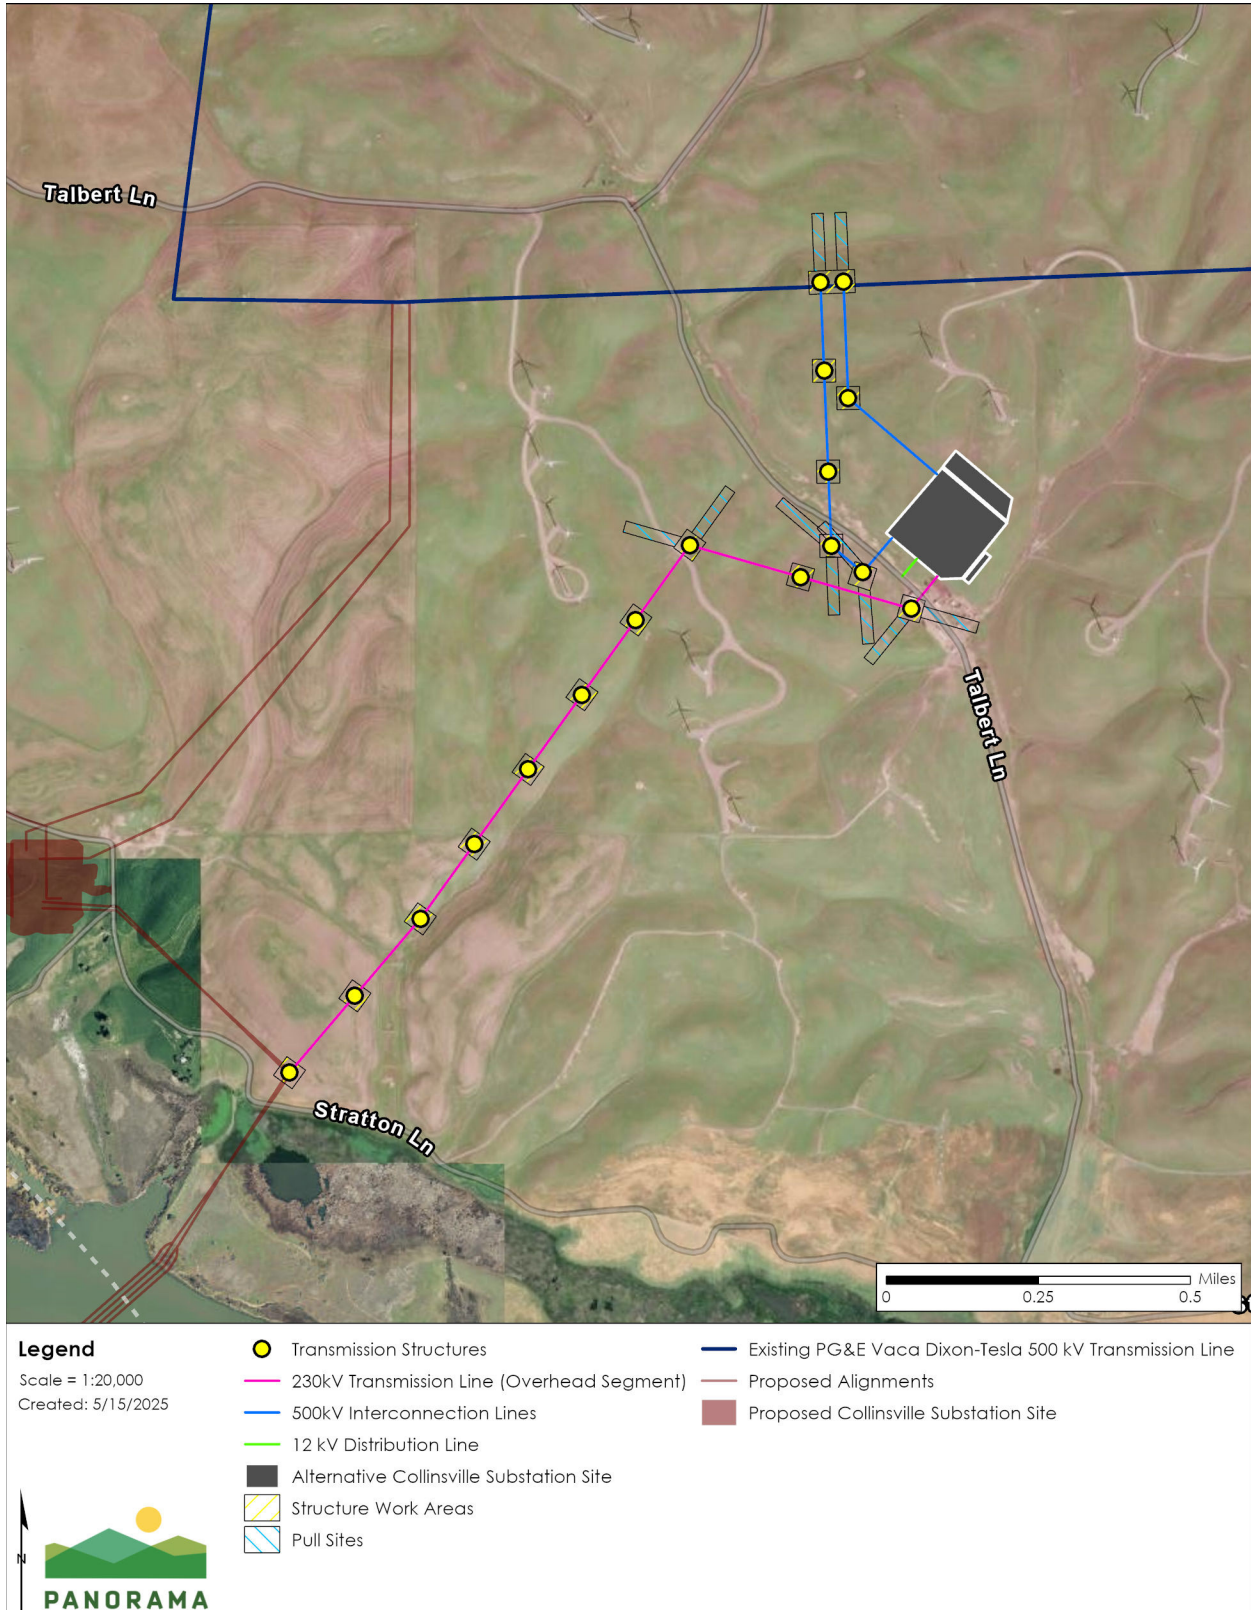 Talbert Ln
Talbert Ln
Stratton Ln
Miles
0 0.25 0.5
Legend
Scale = 1:20,000
Created: 5/15/2025
N
PANORAMA
Transmission Structures
230kV Transmission Line (Overhead Segment)
500kV Interconnection Lines
12 kV Distribution Line
Alternative Collinsville Substation Site
Structure Work Areas
Pull Sites
Existing PG&E Vaca Dixon-Tesla 500 kV Transmission Line
Proposed Alignments
Proposed Collinsville Substation Site